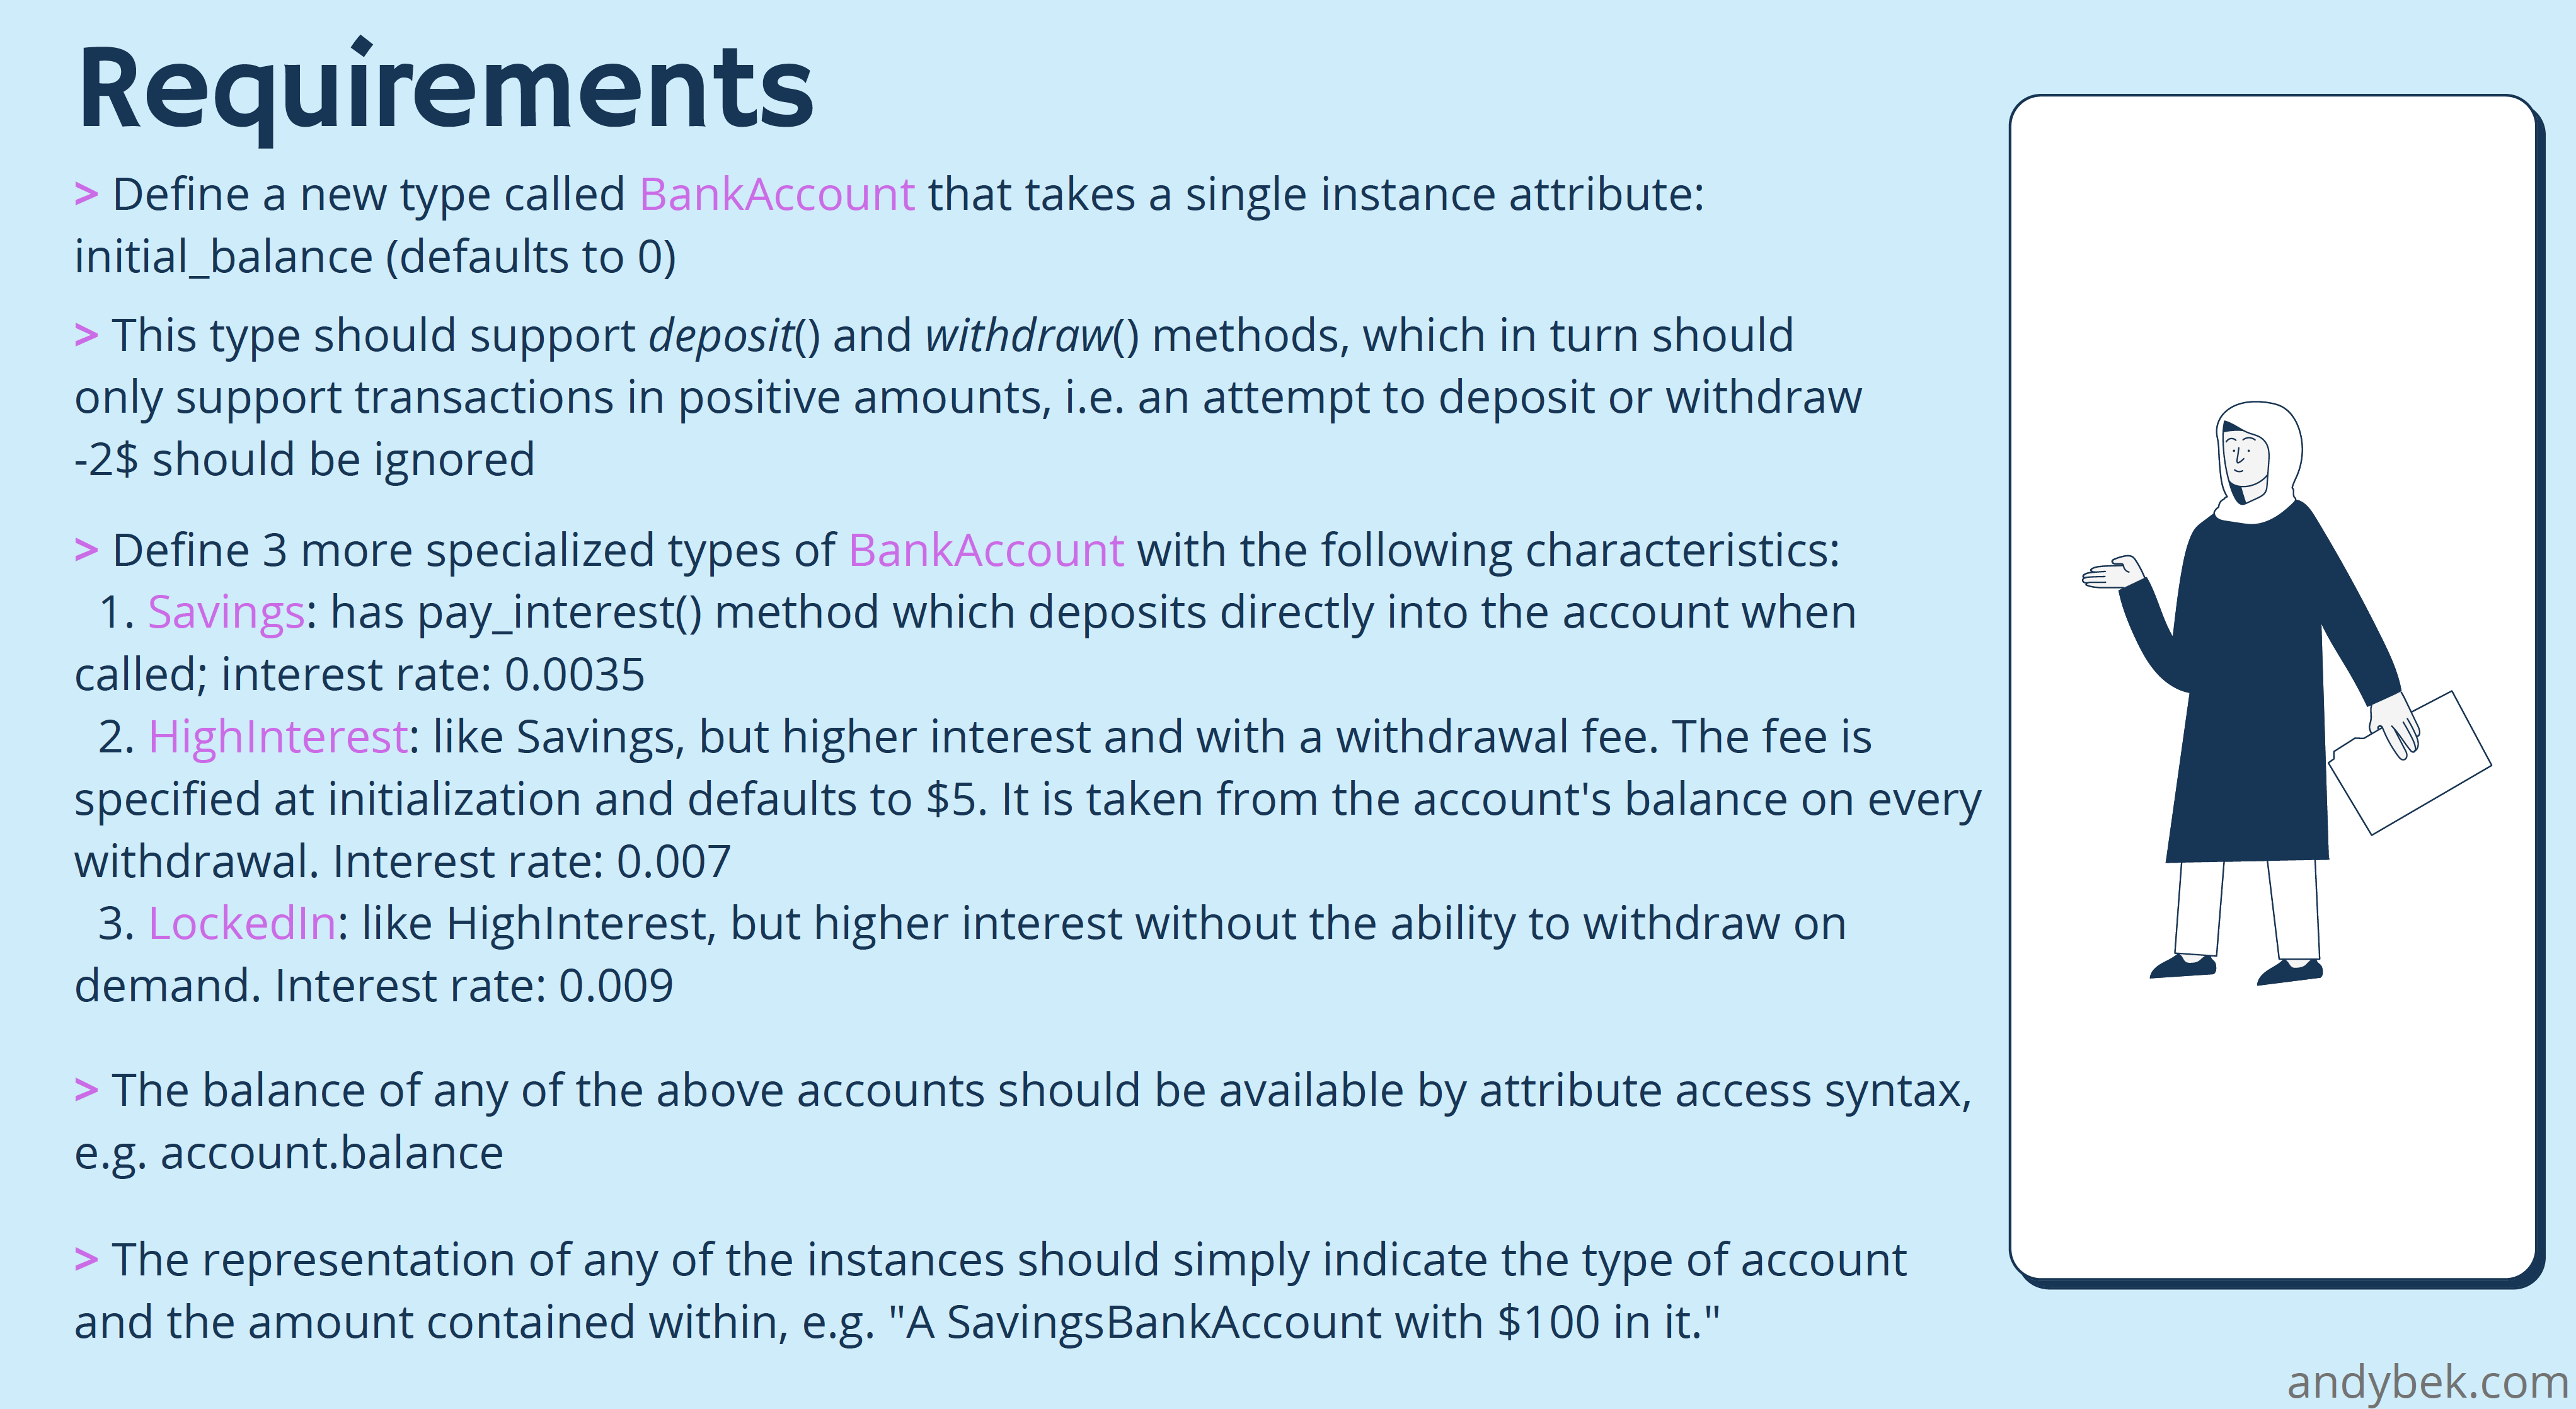 Requirements
> Define a new type called BankAccount that takes a single instance attribute:
initial_balance (defaults to 0)
> This type should support deposit() and withdraw() methods, which in turn should
only support transactions in positive amounts, i.e. an attempt to deposit or withdraw
-2$ should be ignored
> Define 3 more specialized types of BankAccount with the following characteristics:
1. Savings: has pay_interest() method which deposits directly into the account when
called; interest rate: 0.0035
2. HighInterest: like Savings, but higher interest and with a withdrawal fee. The fee is
specified at initialization and defaults to $5. It is taken from the account's balance on every
withdrawal. Interest rate: 0.007
3. LockedIn: like HighInterest, but higher interest without the ability to withdraw on
demand. Interest rate: 0.009
> The balance of any of the above accounts should be available by attribute access syntax,
e.g. account.balance
> The representation of any of the instances should simply indicate the type of account
and the amount contained within, e.g. "A SavingsBankAccount with $100 in it."
andybek.com